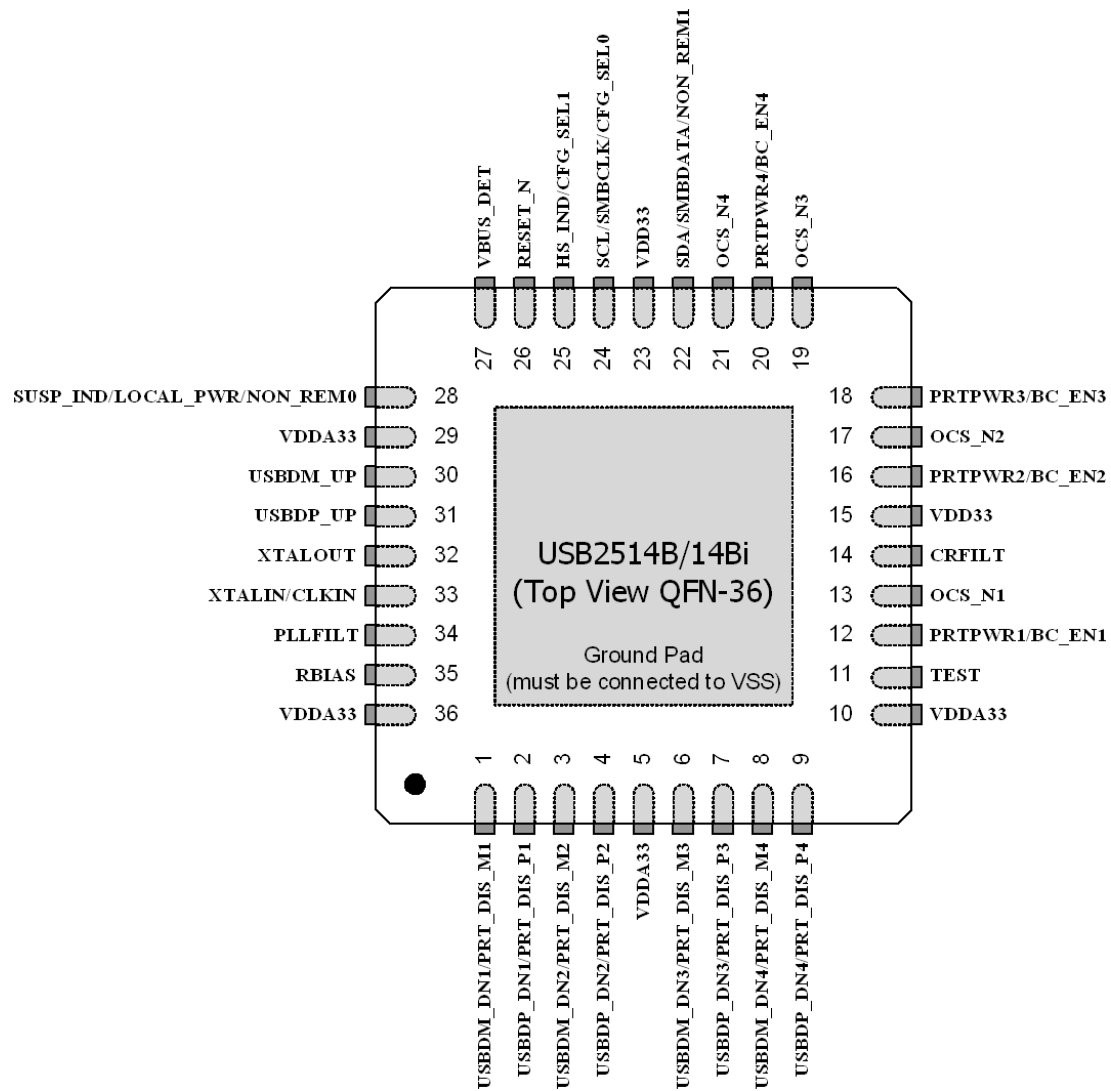 VBUS_DET
RESET_N
HS_IND/CFG_SEL1
SCL/SMBCLK/CFG_SEL0
VDD33
SDA/SMBDATA/NON_REM1
OCS_N4
PRTPWR4/BC_EN4
OCS_N3
27
26
25
24
23
22
21
20
19
SUSP_IND/LOCAL_PWR/NON_REM0 28
VDDA33 29
USBDM_UP 30
USBDP_UP 31
XTALOUT 32
XTALIN/CLKIN 33
PLLFILT 34
RBIAS 35
VDDA33 36
USB2514B/14Bi
(Top View QFN-36)
Ground Pad
(must be connected to VSS)
18 PRTPWR3/BC_EN3
17 OCS_N2
16 PRTPWR2/BC_EN2
15 VDD33
14 CRFILT
13 OCS_N1
12 PRTPWR1/BC_EN1
11 TEST
10 VDDA33
1
2
3
4
5
6
7
8
9
USBDM_DN1/PRT_DIS_M1
USBDP_DN1/PRT_DIS_P1
USBDM_DN2/PRT_DIS_M2
USBDP_DN2/PRT_DIS_P2
VDDA33
USBDM_DN3/PRT_DIS_M3
USBDP_DN3/PRT_DIS_P3
USBDM_DN4/PRT_DIS_M4
USBDP_DN4/PRT_DIS_P4